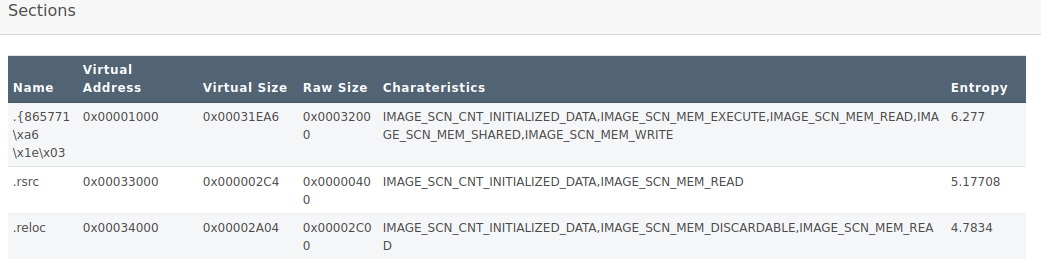 Sections
Virtual
Name Address Virtual Size Raw Size Charateristics Entropy
.{865771 0x00001000 0x00031EA6 0x0003200 IMAGE_SCN_CNT_INITIALIZED_DATA,IMAGE_SCN_MEM_EXECUTE,IMAGE_SCN_MEM_READ,IMA 6.277
\xa6 0 GE_SCN_MEM_SHARED,IMAGE_SCN_MEM_WRITE
\x1e\x03
.rsrc 0x00033000 0x000002C4 0x0000040 IMAGE_SCN_CNT_INITIALIZED_DATA,IMAGE_SCN_MEM_READ 5.17708
0
.reloc 0x00034000 0x00002A04 0x00002C0 IMAGE_SCN_CNT_INITIALIZED_DATA,IMAGE_SCN_MEM_DISCARDABLE,IMAGE_SCN_MEM_REA 4.7834
0 D